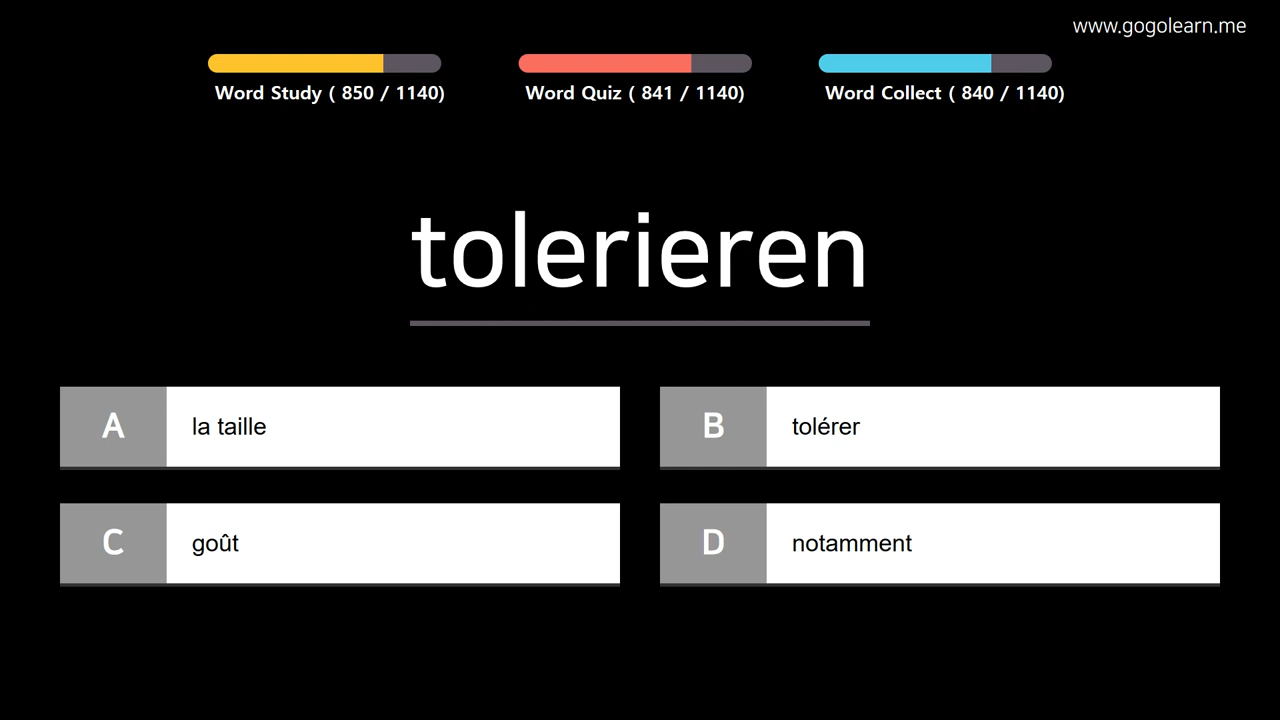 www.gogolearn.me
Word Study ( 850 / 1140)
Word Quiz ( 841 / 1140)
Word Collect ( 840 / 1140)
tolerieren
A la taille
B tolérer
C goût
D notamment